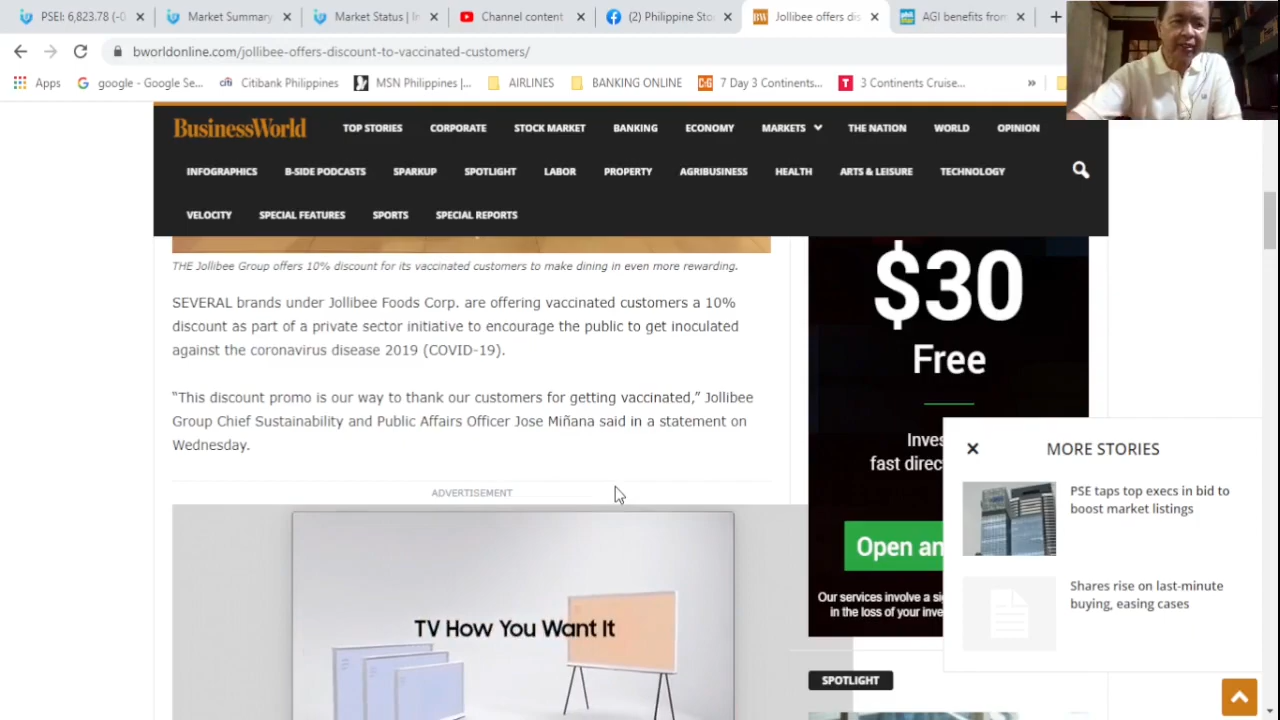 PSEi: 6,823.78 (-0
Market Summary
Market Status | in
Channel content
(2) Philippine Sto
Jollibee offers dis
AGI benefits from
bworldonline.com/jollibee-offers-discount-to-vaccinated-customers/
Apps
google - Google Se...
Citibank Philippines
MSN Philippines |...
AIRLINES
BANKING ONLINE
7 Day 3 Continents...
3 Continents Cruise...
»
BusinessWorld
TOP STORIES CORPORATE STOCK MARKET BANKING ECONOMY MARKETS THE NATION WORLD OPINION
INFOGRAPHICS B-SIDE PODCASTS SPARKUP SPOTLIGHT LABOR PROPERTY AGRIBUSINESS HEALTH ARTS & LEISURE TECHNOLOGY
VELOCITY SPECIAL FEATURES SPORTS SPECIAL REPORTS
THE Jollibee Group offers 10% discount for its vaccinated customers to make dining in even more rewarding.
SEVERAL brands under Jollibee Foods Corp. are offering vaccinated customers a 10%
discount as part of a private sector initiative to encourage the public to get inoculated
against the coronavirus disease 2019 (COVID-19).
“This discount promo is our way to thank our customers for getting vaccinated,” Jollibee
Group Chief Sustainability and Public Affairs Officer Jose Miñana said in a statement on
Wednesday.
ADVERTISEMENT
TV How You Want It
$30
Free
Inves
fast direc
Open an
Our services involve a sig
in the loss of your inve
SPOTLIGHT
MORE STORIES
PSE taps top execs in bid to
boost market listings
Shares rise on last-minute
buying, easing cases